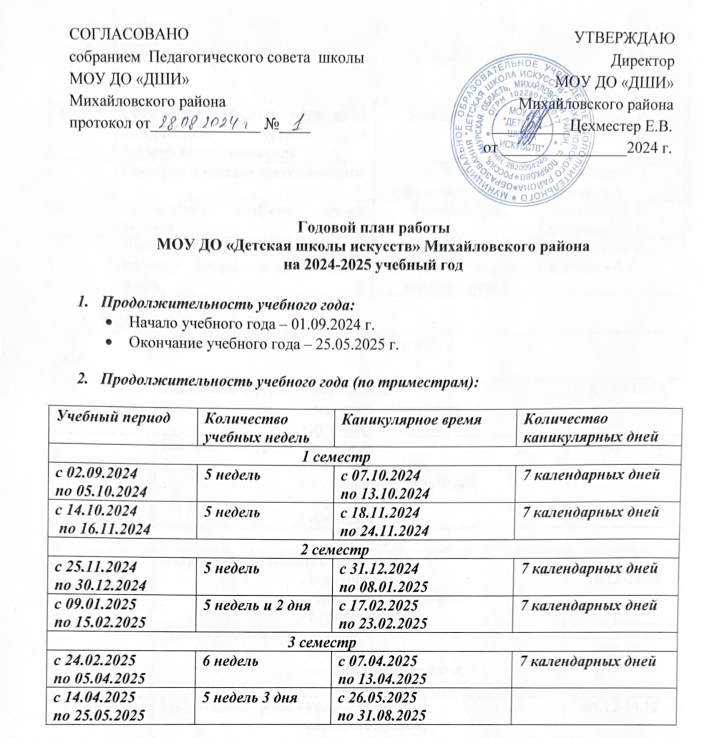 СОГЛАСОВАНО
собранием Педагогического совета школы
МОУ ДО «ДШИ»
Михайловского района
протокол от 28.08 2024 г № 1
УТВЕРЖДАЮ
Директор
МОУ ДО «ДШИ»
Михайловского района
Цехместер Е.В.
от 2024 г.
МУНИЦИПАЛЬНОЕ ОБРАЗОВАТЕЛЬНОЕ
"ДЕТСКАЯ ШКОЛА ИСКУССТВ"
Годовой план работы
МОУ ДО «Детская школы искусств» Михайловского района
на 2024-2025 учебный год
1. Продолжительность учебного года:
• Начало учебного года – 01.09.2024 г.
• Окончание учебного года – 25.05.2025 г.
2. Продолжительность учебного года (по триместрам):
Учебный период Количество Каникулярное время Количество
учебных недель каникулярных дней
1 семестр
с 02.09.2024 5 недель с 07.10.2024 7 календарных дней
по 05.10.2024 по 13.10.2024
с 14.10.2024 5 недель с 18.11.2024 7 календарных дней
по 16.11.2024 по 24.11.2024
2 семестр
с 25.11.2024 5 недель с 31.12.2024 7 календарных дней
по 30.12.2024 по 08.01.2025
с 09.01.2025 5 недель и 2 дня с 17.02.2025 7 календарных дней
по 15.02.2025 по 23.02.2025
3 семестр
с 24.02.2025 6 недель с 07.04.2025 7 календарных дней
по 05.04.2025 по 13.04.2025
с 14.04.2025 5 недель 3 дня с 26.05.2025
по 25.05.2025 по 31.08.2025